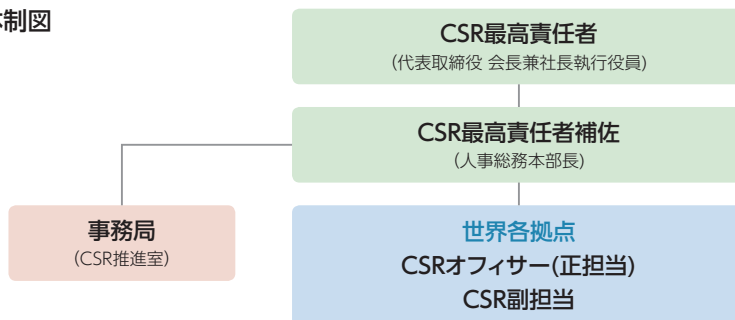 体制図
CSR最高責任者
(代表取締役 会長兼社長執行役員)
CSR最高責任者補佐
(人事総務本部長)
事務局
(CSR推進室)
世界各拠点
CSRオフィサー(正担当)
CSR副担当